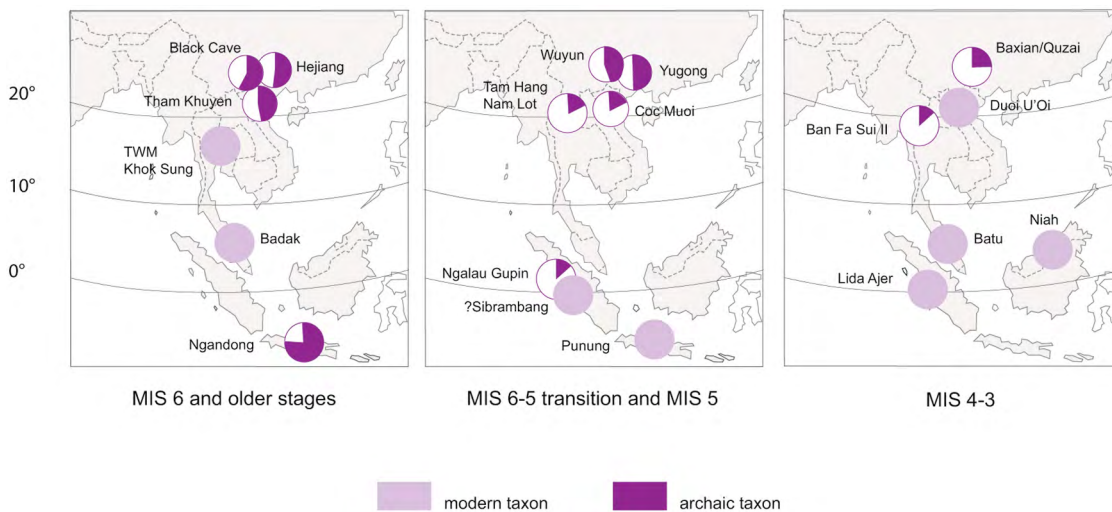 20°
10°
0°
Black Cave
Hejiang
Tham Khuyen
TWM
Khok Sung
Badak
Ngandong
MIS 6 and older stages
Wuyun
Yugong
Tam Hang
Nam Lot
Coc Muoi
Ngalau Gupin
?Sibrambang
Punung
MIS 6-5 transition and MIS 5
Baxian/Quzai
Duoi U'Oi
Ban Fa Sui II
Niah
Batu
Lida Ajer
MIS 4-3
modern taxon
archaic taxon